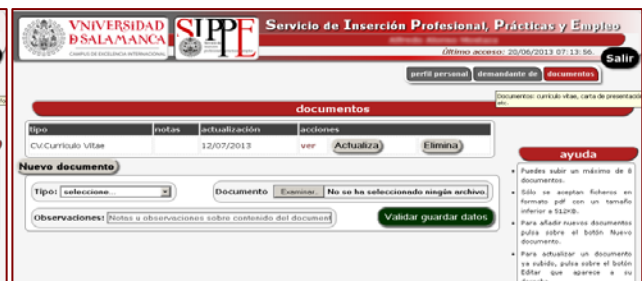 VNIVERSIDAD
D SALAMANCA
CAMPUS DE EXCELENCIA INTERNACIONAL
SIPPE
Servicio de Inserción Profesional, Prácticas y Empleo
Último acceso: 20/06/2013 07:13:56.
Salir
perfil personal demandante de documentos
Documentos: currículo vitae, carta de presentación
etc.
documentos
tipo notas actualización acciones
CV.Currículo Vitae 12/07/2013 ver Actualiza Elimina
Nuevo documento
Tipo: seleccione... Documento Examinar. No se ha seleccionado ningún archivo.
Observaciones: Notas u observaciones sobre contenido del document Validar guardar datos
ayuda
Puedes subir un máximo de 8
documentos.
Sólo se aceptan ficheros en
formato pdf con un tamaño
inferior a 512KB.
Para añadir nuevos documentos
pulsa sobre el botón Nuevo
documento.
Para actualizar un documento
ya subido, pulsa sobre el botón
Editar que aparece a su